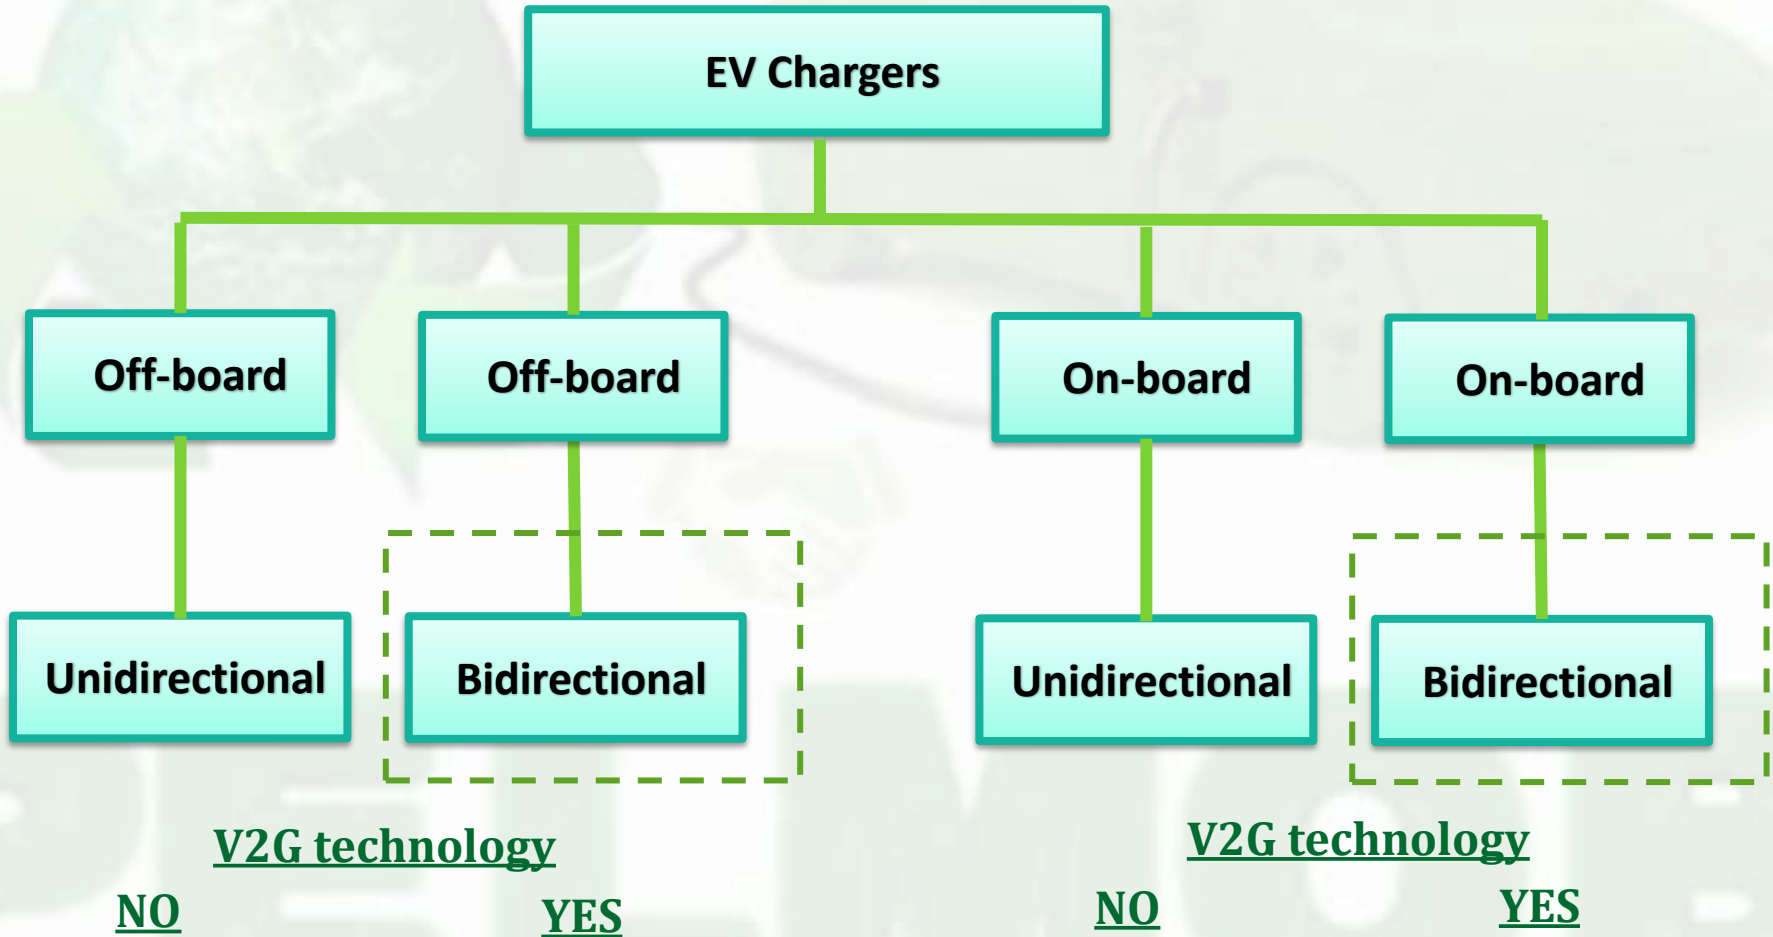 EV Chargers
Off-board
Off-board
On-board
On-board
Unidirectional
Bidirectional
Unidirectional
Bidirectional
V2G technology
V2G technology
NO
YES
NO
YES